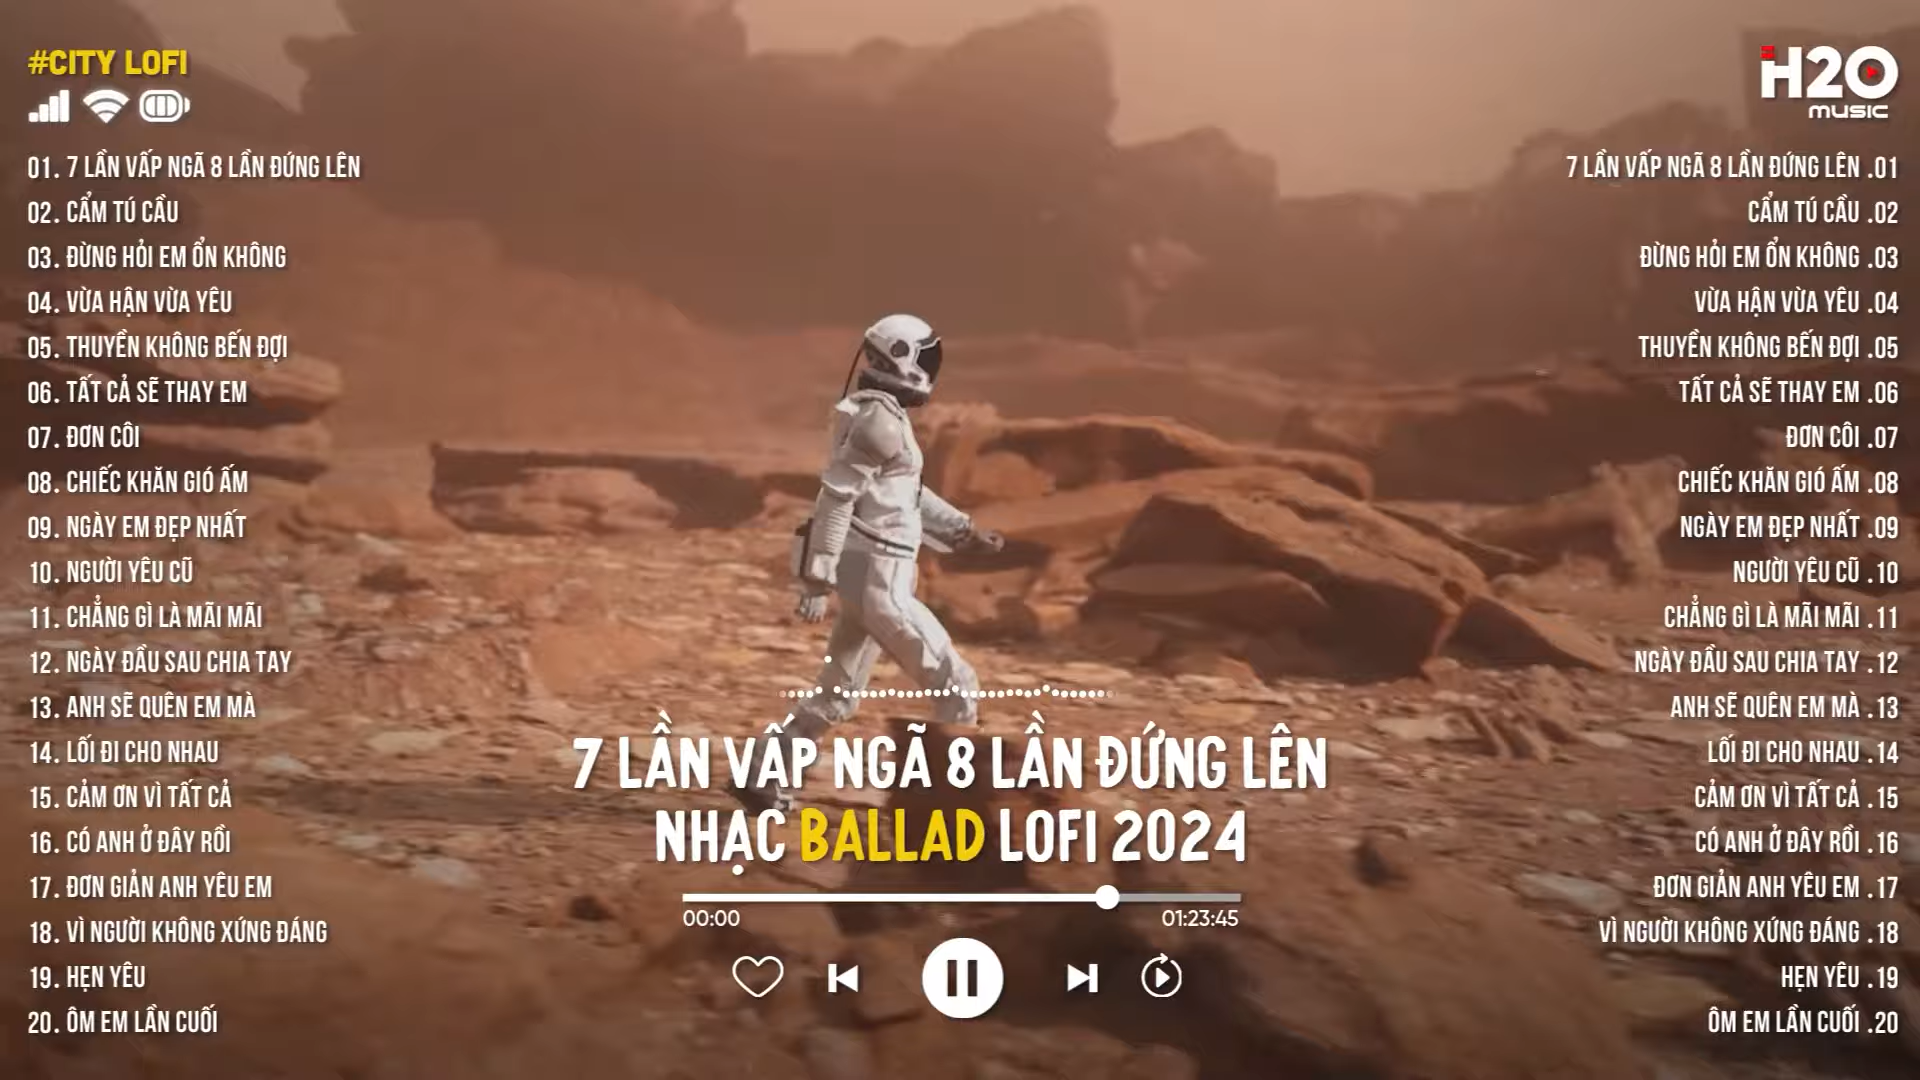 #CITY LOFI
H2O
MUSIC
01. 7 LẦN VẤP NGÃ 8 LẦN ĐỨNG LÊN
02. CẨM TÚ CẦU
03. ĐỪNG HỎI EM ỔN KHÔNG
04. VỪA HẬN VỪA YÊU
05. THUYỀN KHÔNG BẾN ĐỢI
06. TẤT CẢ SẼ THAY EM
07. ĐƠN CÔI
08. CHIẾC KHĂN GIÓ ẤM
09. NGÀY EM ĐẸP NHẤT
10. NGƯỜI YÊU CŨ
11. CHẲNG GÌ LÀ MÃI MÃI
12. NGÀY ĐẦU SAU CHIA TAY
13. ANH SẼ QUÊN EM MÀ
14. LỐI ĐI CHO NHAU
15. CẢM ƠN VÌ TẤT CẢ
16. CÓ ANH Ở ĐÂY RỒI
17. ĐƠN GIẢN ANH YÊU EM
18. VÌ NGƯỜI KHÔNG XỨNG ĐÁNG
19. HẸN YÊU
20. ÔM EM LẦN CUỐI
7 LẦN VẤP NGÃ 8 LẦN ĐỨNG LÊN .01
CẨM TÚ CẦU .02
ĐỪNG HỎI EM ỔN KHÔNG .03
VỪA HẬN VỪA YÊU .04
THUYỀN KHÔNG BẾN ĐỢI .05
TẤT CẢ SẼ THAY EM .06
ĐƠN CÔI .07
CHIẾC KHĂN GIÓ ẤM .08
NGÀY EM ĐẸP NHẤT .09
NGƯỜI YÊU CŨ .10
CHẲNG GÌ LÀ MÃI MÃI .11
NGÀY ĐẦU SAU CHIA TAY .12
ANH SẼ QUÊN EM MÀ .13
LỐI ĐI CHO NHAU .14
CẢM ƠN VÌ TẤT CẢ .15
CÓ ANH Ở ĐÂY RỒI .16
ĐƠN GIẢN ANH YÊU EM .17
VÌ NGƯỜI KHÔNG XỨNG ĐÁNG .18
HẸN YÊU .19
ÔM EM LẦN CUỐI .20
7 LẦN VẤP NGÃ 8 LẦN ĐỨNG LÊN
NHẠC BALLAD LOFI 2024
00:00 01:23:45